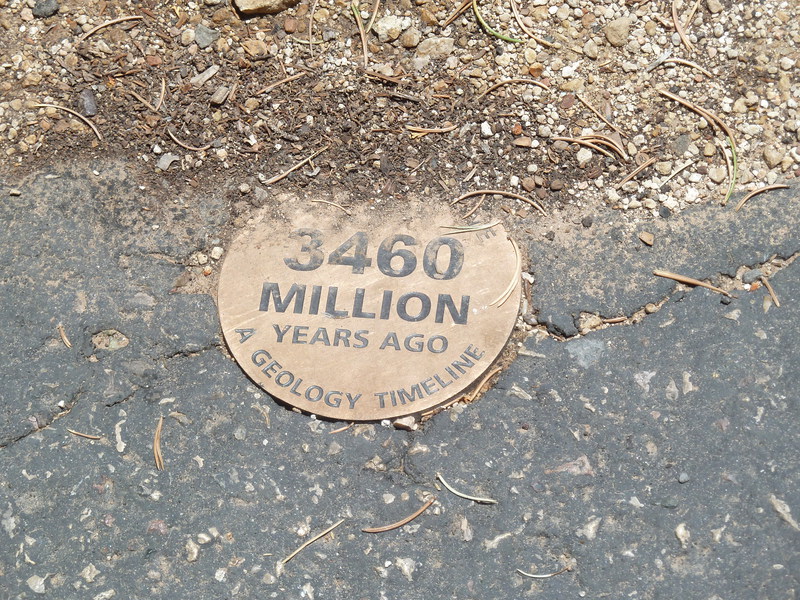 3460
MILLION
YEARS AGO
A GEOLOGY TIMELINE